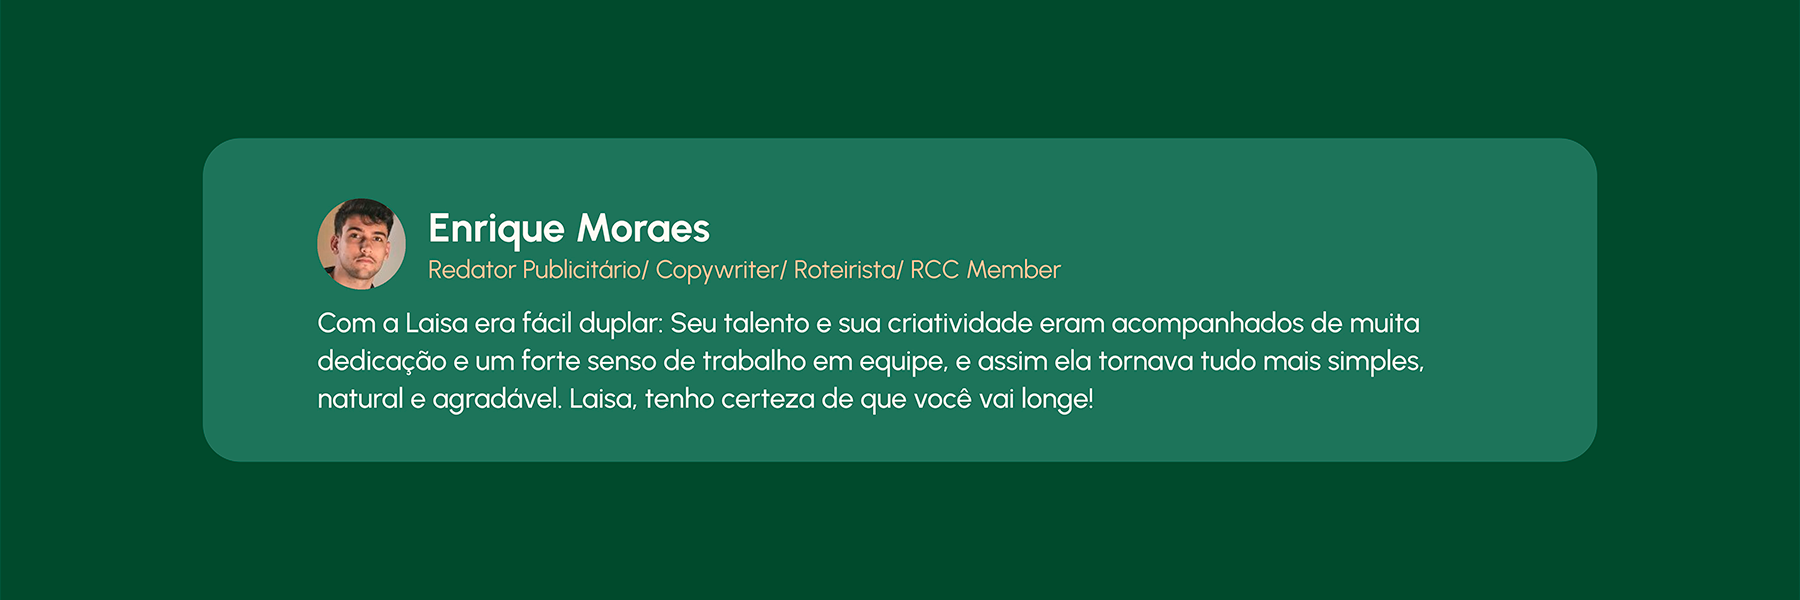 Enrique Moraes
Redator Publicitário/ Copywriter/ Roteirista/ RCC Member
Com a Laisa era fácil duplar: Seu talento e sua criatividade eram acompanhados de muita
dedicação e um forte senso de trabalho em equipe, e assim ela tornava tudo mais simples,
natural e agradável. Laisa, tenho certeza de que você vai longe!